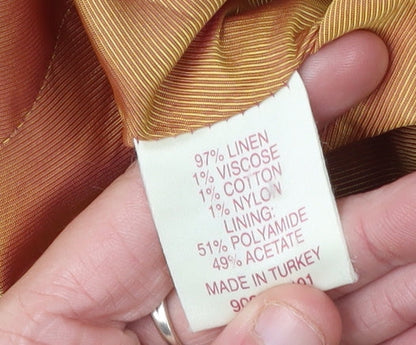 97% LINEN
1% VISCOSE
1% COTTON
1% NYLON
LINING:
51% POLYAMIDE
49% ACETATE
MADE IN TURKEY